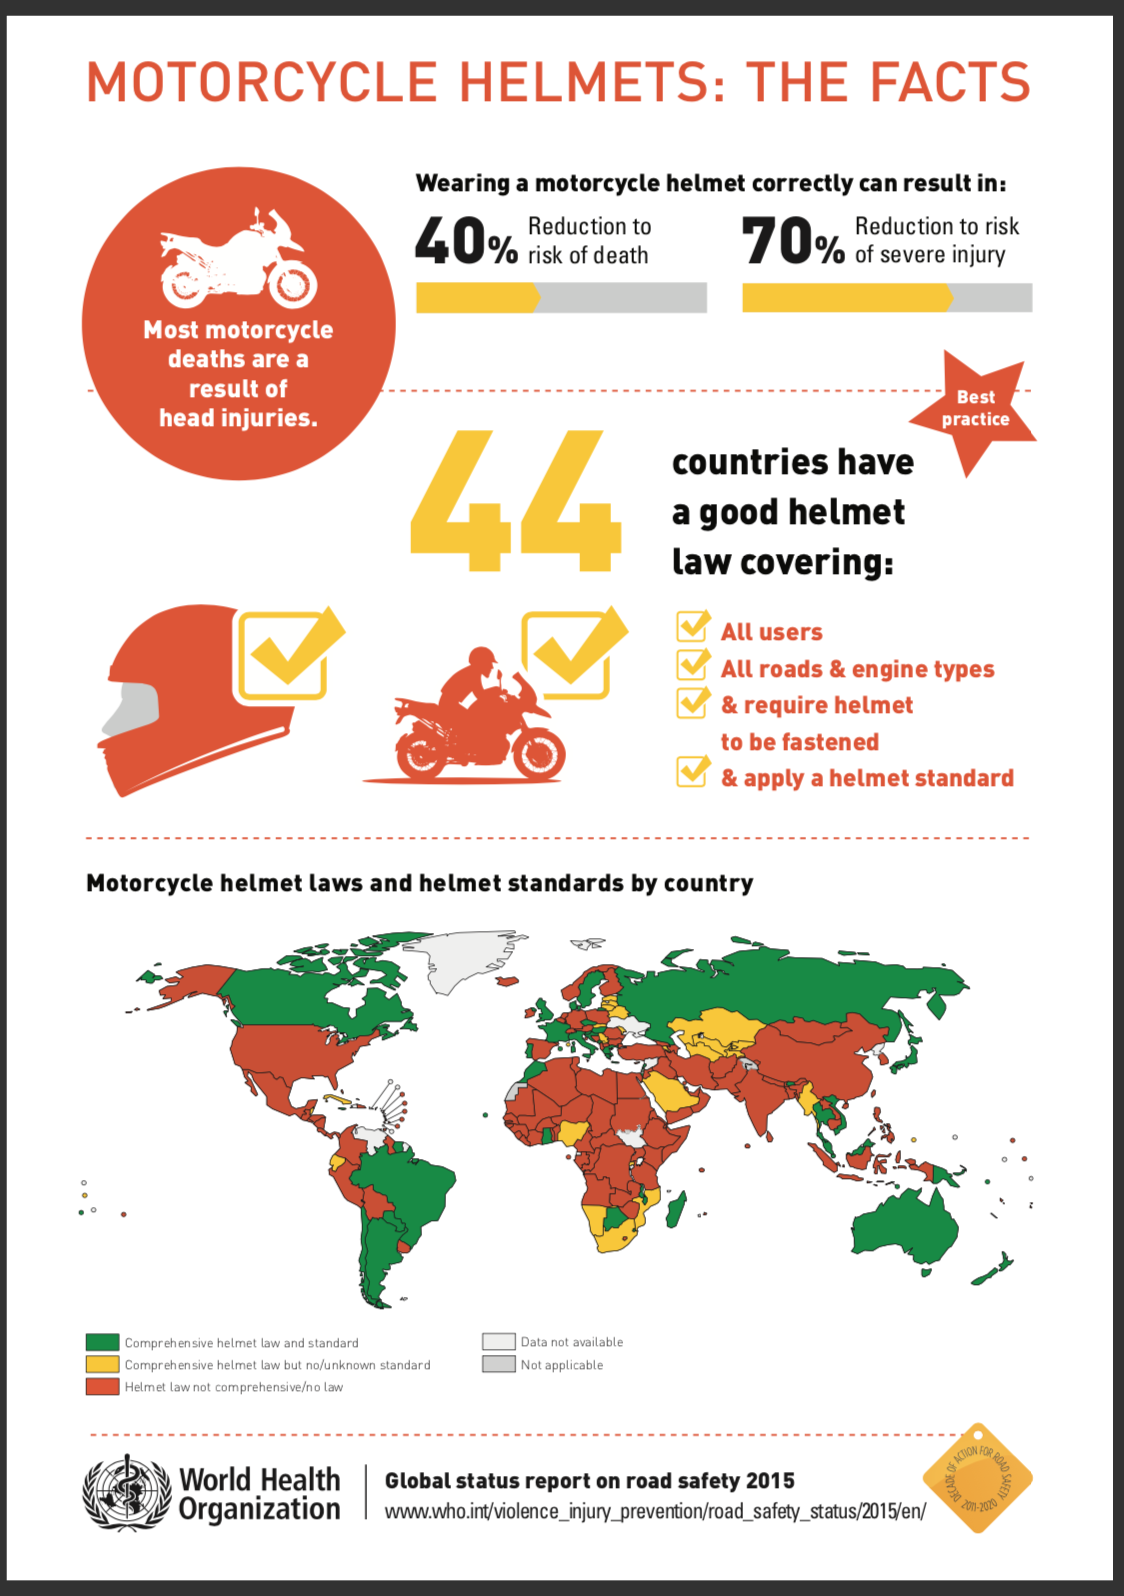 MOTORCYCLE HELMETS: THE FACTS
Most motorcycle
deaths are a
result of
head injuries.
Wearing a motorcycle helmet correctly can result in:
40% Reduction to
risk of death
70% Reduction to risk
of severe injury
Best
practice
44
countries have
a good helmet
law covering:
All users
All roads & engine types
& require helmet
to be fastened
& apply a helmet standard
Motorcycle helmet laws and helmet standards by country
Comprehensive helmet law and standard
Comprehensive helmet law but no/unknown standard
Helmet law not comprehensive/no law
Data not available
Not applicable
World Health
Organization
Global status report on road safety 2015
www.who.int/violence_injury_prevention/road_safety_status/2015/en/
DECADE OF ACTION FOR ROAD SAFETY
2011-2020